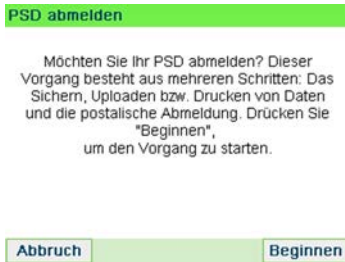 PSD abmelden
Möchten Sie Ihr PSD abmelden? Dieser
Vorgang besteht aus mehreren Schritten: Das
Sichern, Uploaden bzw. Drucken von Daten
und die postalische Abmeldung. Drücken Sie
"Beginnen",
um den Vorgang zu starten.
Abbruch
Beginnen